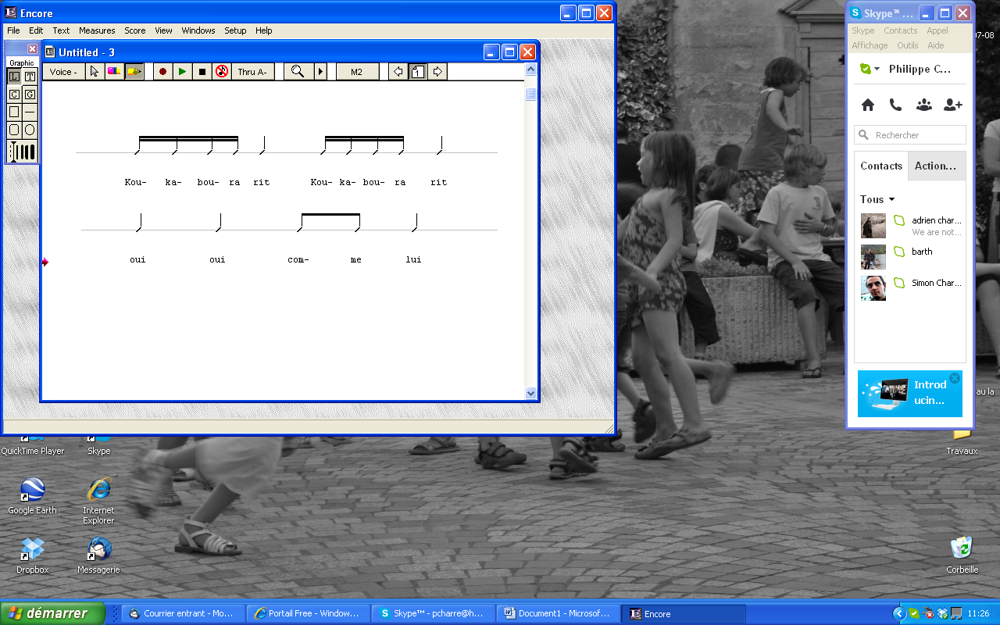 Encore
File Edit Text Measures Score View Windows Setup Help
Graphic
L T
C G
Untitled - 3
Voice - Thru A- M2 1
Kou- ka- bou- ra rit Kou- ka- bou- ra rit
oui oui com- me lui
Skype™ ...
Skype Contacts Appel
Affichage Outils Aide
Philippe C...
Rechercher
Contacts Action...
Tous
adrien char...
We are not...
barth
Simon Char...
Introd
ucin...
07-08
au la
Travaux
QuickTime Player Skype
Google Earth Internet Explorer
Dropbox Messagerie
Corbeille
démarrer Courrier entrant - Mo... Portail Free - Window... Skype™ - pcharre@h... Document1 - Microsof... Encore 11:26